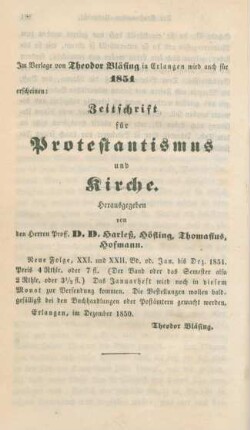 Im Verlage von Theodor Bläsing in Erlangen wird auch für
1851
erscheinen:
Zeitschrift
für
Protestantismus
und
Kirche.
Herausgegeben
von
den Herren Prof. D. D. Harleß, Höfling, Thomasius,
Hofmann.
Neue Folge, XXI. und XXII. Bd. od. Jan. bis Dez. 1851.
Preis 4 Rthlr. oder 7 fl. (Der Band oder das Semester also
2 Rthlr. oder 3½ fl.) Das Januarheft wird noch in diesem
Monat zur Versendung kommen. Die Bestellungen wollen bald-
gefälligst bei den Buchhandlungen oder Postämtern gemacht werden.
Erlangen, im Dezember 1850.
Theodor Bläsing.